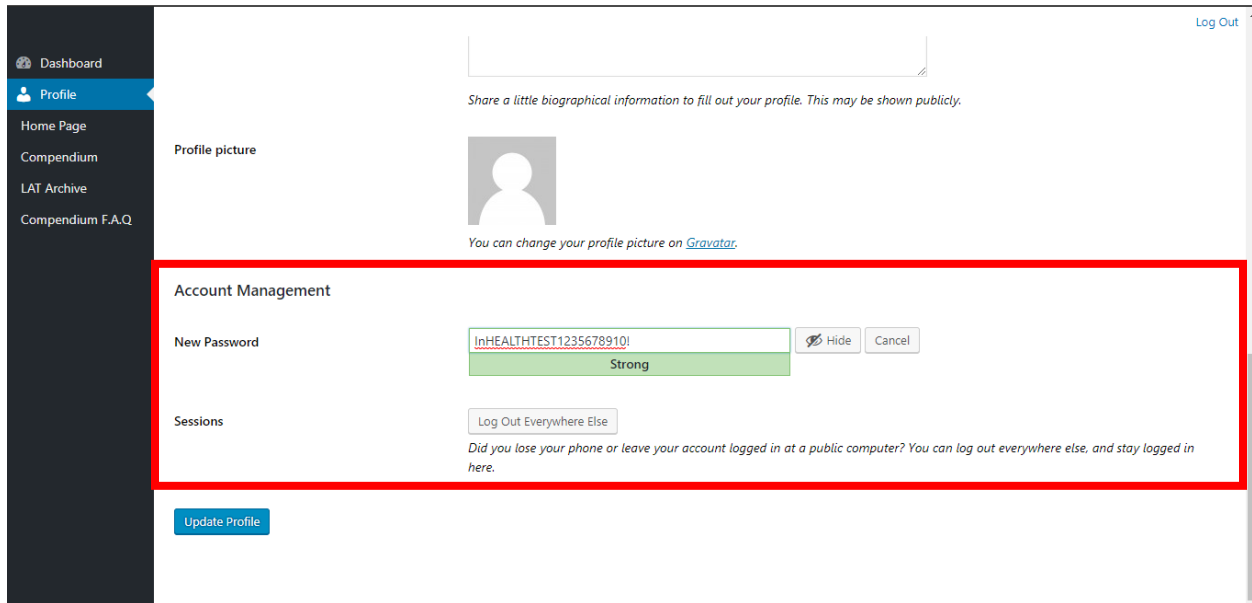 Log Out
Dashboard
Profile
Home Page
Compendium
LAT Archive
Compendium F.A.Q
Share a little biographical information to fill out your profile. This may be shown publicly.
Profile picture
You can change your profile picture on Gravatar.
Account Management
New Password
InHEALTHTEST1235678910!
Hide
Cancel
Strong
Sessions
Log Out Everywhere Else
Did you lose your phone or leave your account logged in at a public computer? You can log out everywhere else, and stay logged in
here.
Update Profile